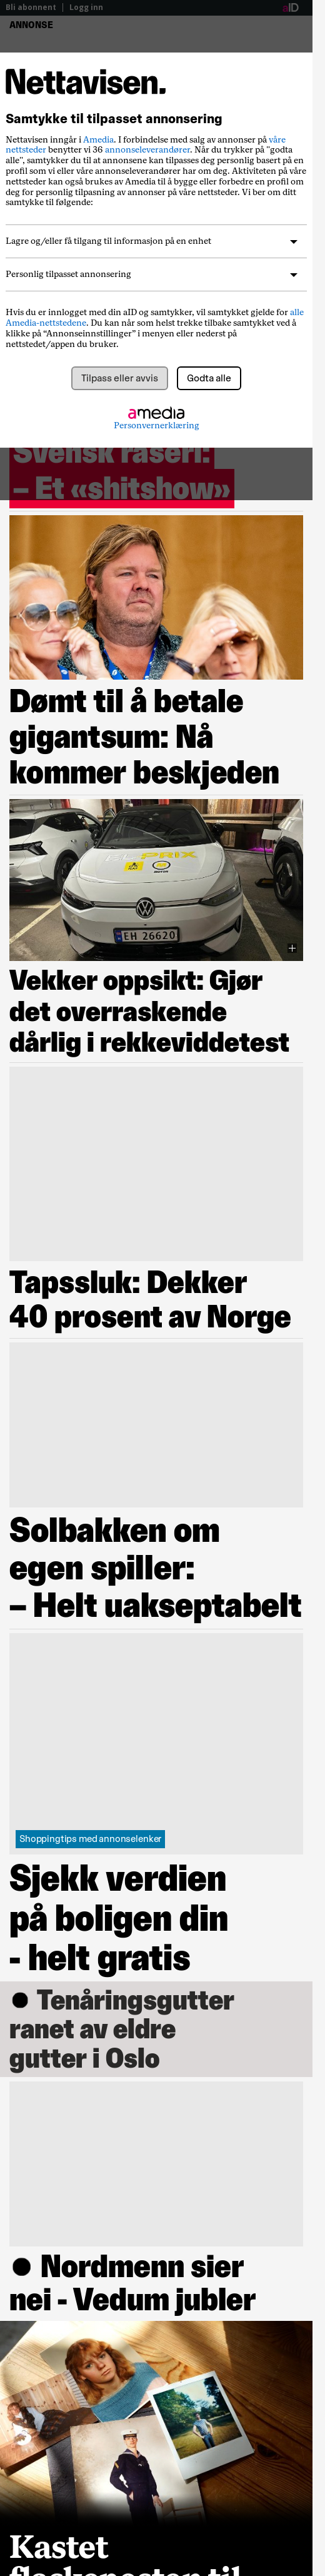 Bli abonnent | Logg inn
aID
ANNONSE
Nettavisen.
Samtykke til tilpasset annonsering
Nettavisen inngår i Amedia. I forbindelse med salg av annonser på våre
nettsteder benytter vi 36 annonseleverandører. Når du trykker på "godta
alle", samtykker du til at annonsene kan tilpasses deg personlig basert på en
profil som vi eller våre annonseleverandører har om deg. Aktiviteten på våre
nettsteder kan også brukes av Amedia til å bygge eller forbedre en profil om
deg for personlig tilpasning av annonser på våre nettsteder. Vi ber om ditt
samtykke til følgende:
Lagre og/eller få tilgang til informasjon på en enhet
Personlig tilpasset annonsering
Hvis du er innlogget med din aID og samtykker, vil samtykket gjelde for alle
Amedia-nettstedene. Du kan når som helst trekke tilbake samtykket ved å
klikke på “Annonseinnstillinger” i menyen eller nederst på
nettstedet/appen du bruker.
Tilpass eller avvis
Godta alle
amedia
Personvernerklæring
Svensk raseri:
– Et «shitshow»
Dømt til å betale
gigantsum: Nå
kommer beskjeden
PRIX
EH 26620
Vekker oppsikt: Gjør
det overraskende
dårlig i rekkeviddetest
Tapssluk: Dekker
40 prosent av Norge
Solbakken om
egen spiller:
– Helt uakseptabelt
Shoppingtips med annonselenker
Sjekk verdien
på boligen din
- helt gratis
Tenåringsgutter
ranet av eldre
gutter i Oslo
Nordmenn sier
nei - Vedum jubler
Kastet
flaskeposter til